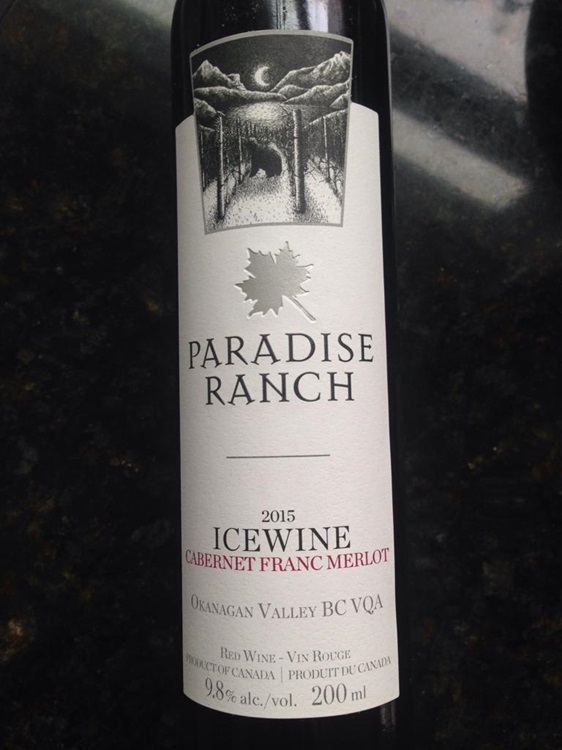 PARADISE
RANCH
2015
ICEWINE
CABERNET FRANC MERLOT
OKANAGAN VALLEY BC VQA
RED WINE - VIN ROUGE
PRODUCT OF CANADA | PRODUIT DU CANADA
9.8% alc./vol. 200 ml